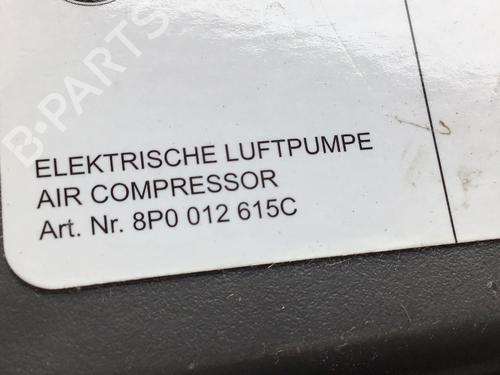 B-PARTS
ELEKTRISCHE LUFTPUMPE
AIR COMPRESSOR
Art. Nr. 8P0 012 615C